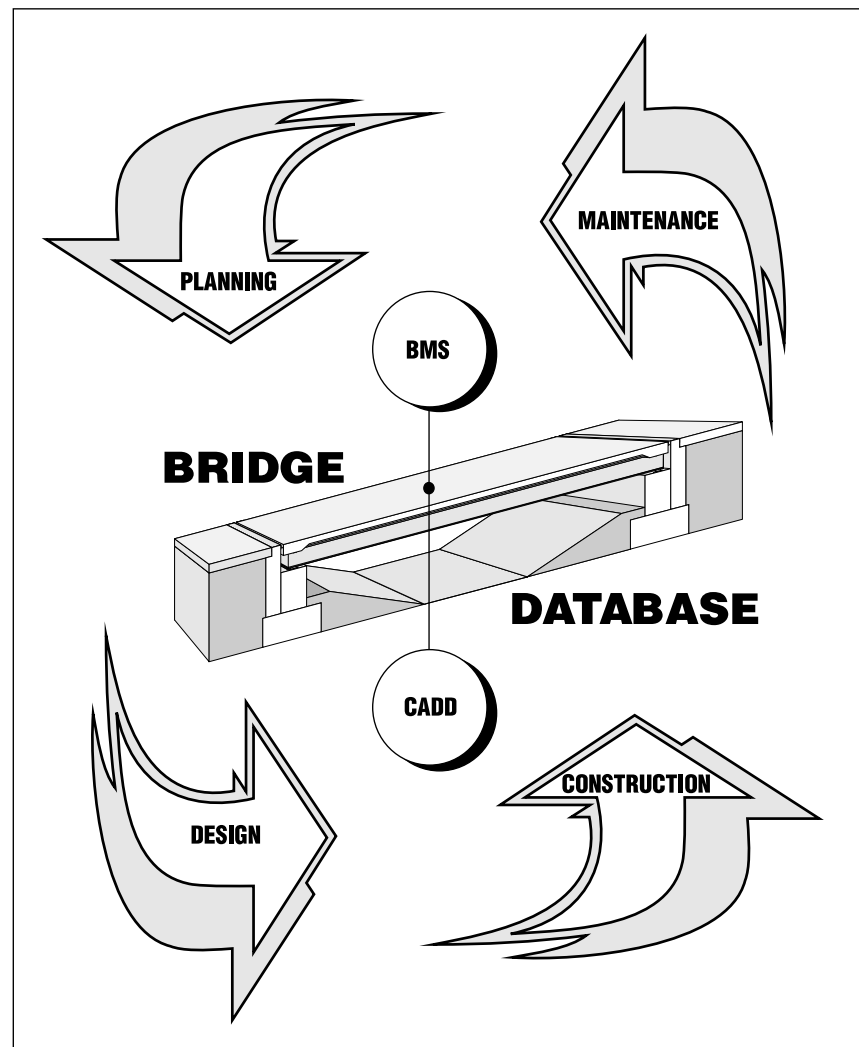 MAINTENANCE
PLANNING
BMS
BRIDGE
DATABASE
CADD
CONSTRUCTION
DESIGN